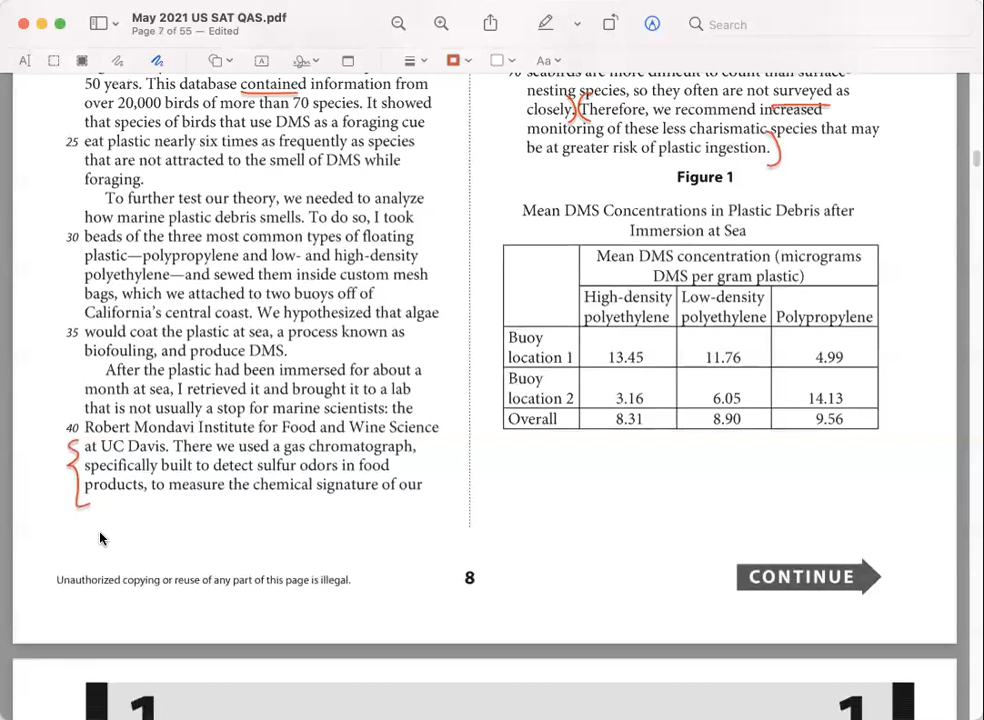 May 2021 US SAT QAS.pdf
Page 7 of 55 — Edited
Search
50 years. This database contained information from
over 20,000 birds of more than 70 species. It showed
that species of birds that use DMS as a foraging cue
25 eat plastic nearly six times as frequently as species
that are not attracted to the smell of DMS while
foraging.
To further test our theory, we needed to analyze
how marine plastic debris smells. To do so, I took
30 beads of the three most common types of floating
plastic—polypropylene and low- and high-density
polyethylene—and sewed them inside custom mesh
bags, which we attached to two buoys off of
California's central coast. We hypothesized that algae
35 would coat the plastic at sea, a process known as
biofouling, and produce DMS.
After the plastic had been immersed for about a
month at sea, I retrieved it and brought it to a lab
that is not usually a stop for marine scientists: the
40 Robert Mondavi Institute for Food and Wine Science
at UC Davis. There we used a gas chromatograph,
specifically built to detect sulfur odors in food
products, to measure the chemical signature of our
seabirds are more difficult to count than surface-
nesting species, so they often are not surveyed as
closely. Therefore, we recommend increased
monitoring of these less charismatic species that may
be at greater risk of plastic ingestion.
Figure 1
Mean DMS Concentrations in Plastic Debris after
Immersion at Sea
Mean DMS concentration (micrograms
DMS per gram plastic)
High-density Low-density
polyethylene polyethylene Polypropylene
Buoy
location 1 13.45 11.76 4.99
Buoy
location 2 3.16 6.05 14.13
Overall 8.31 8.90 9.56
Unauthorized copying or reuse of any part of this page is illegal.
8
CONTINUE
1 1